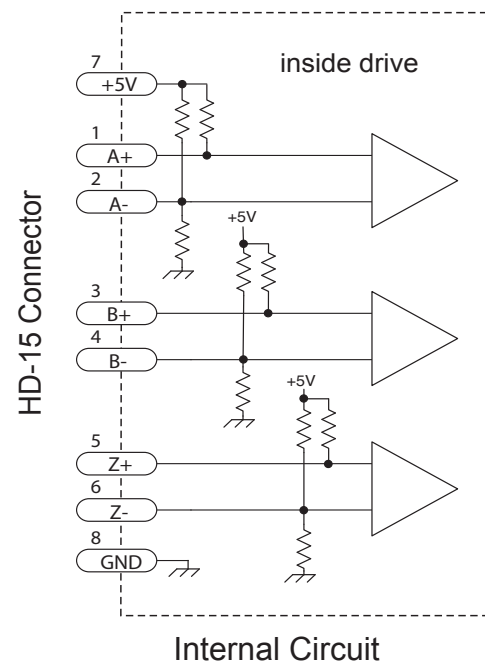 inside drive
7
+5V
1
A+
2
A-
+5V
3
B+
4
B-
+5V
5
Z+
6
Z-
8
GND
HD-15 Connector
Internal Circuit